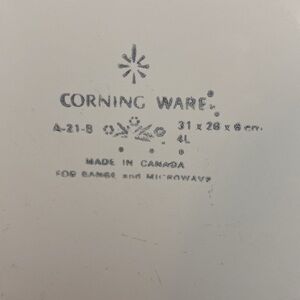 CORNING WARE
A-21-B 31 x 26 x 6 cm.
4L
MADE IN CANADA
FOR RANGE and MICROWAVE